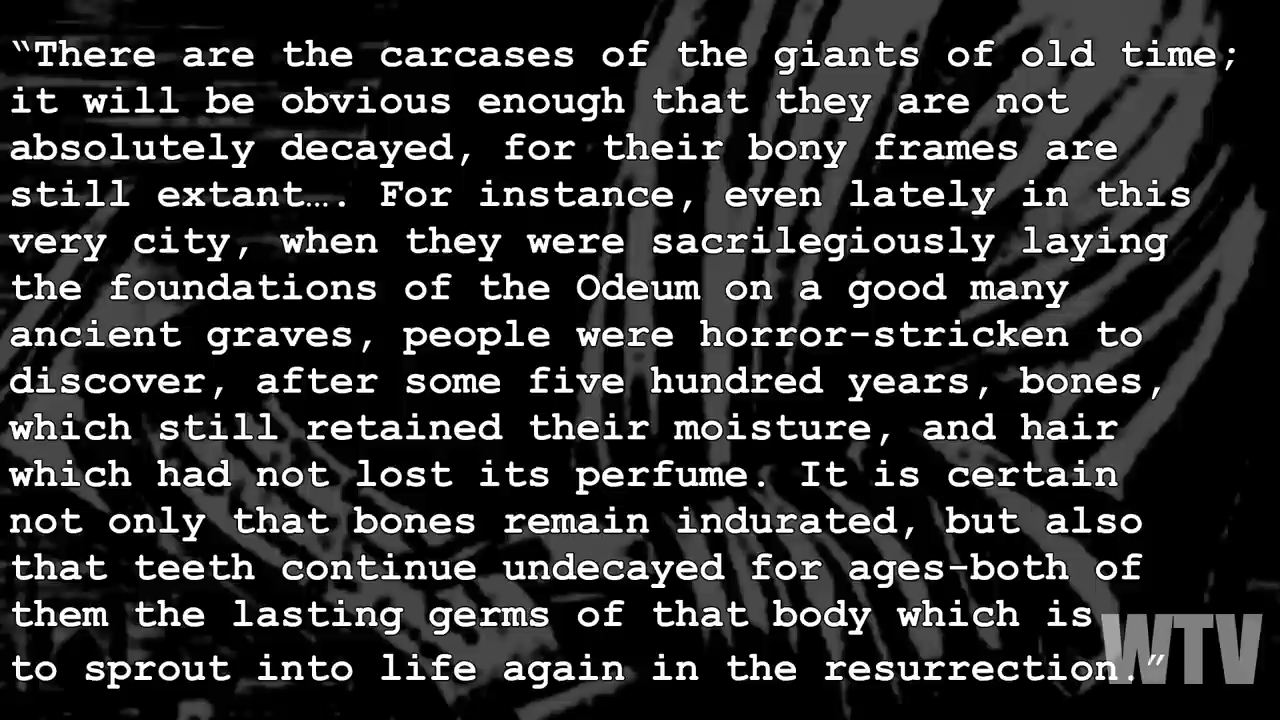 “There are the carcases of the giants of old time;
it will be obvious enough that they are not
absolutely decayed, for their bony frames are
still extant…. For instance, even lately in this
very city, when they were sacrilegiously laying
the foundations of the Odeum on a good many
ancient graves, people were horror-stricken to
discover, after some five hundred years, bones,
which still retained their moisture, and hair
which had not lost its perfume. It is certain
not only that bones remain indurated, but also
that teeth continue undecayed for ages-both of
them the lasting germs of that body which is
to sprout into life again in the resurrection.”
WTV